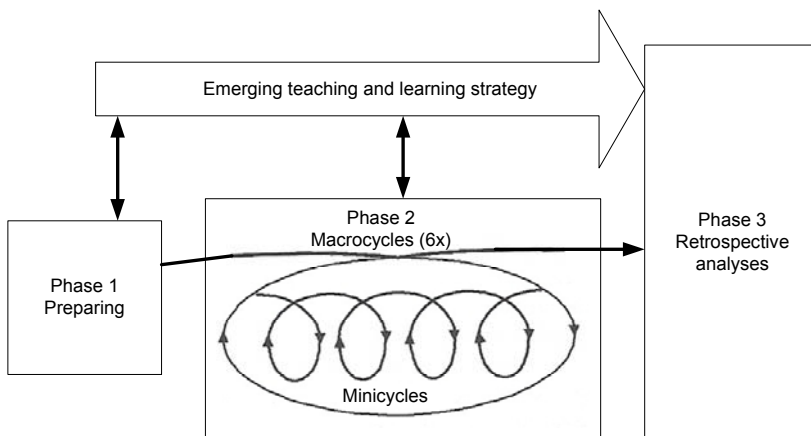 Emerging teaching and learning strategy
Phase 1
Preparing
Phase 2
Macrocycles (6x)
Minicycles
Phase 3
Retrospective
analyses